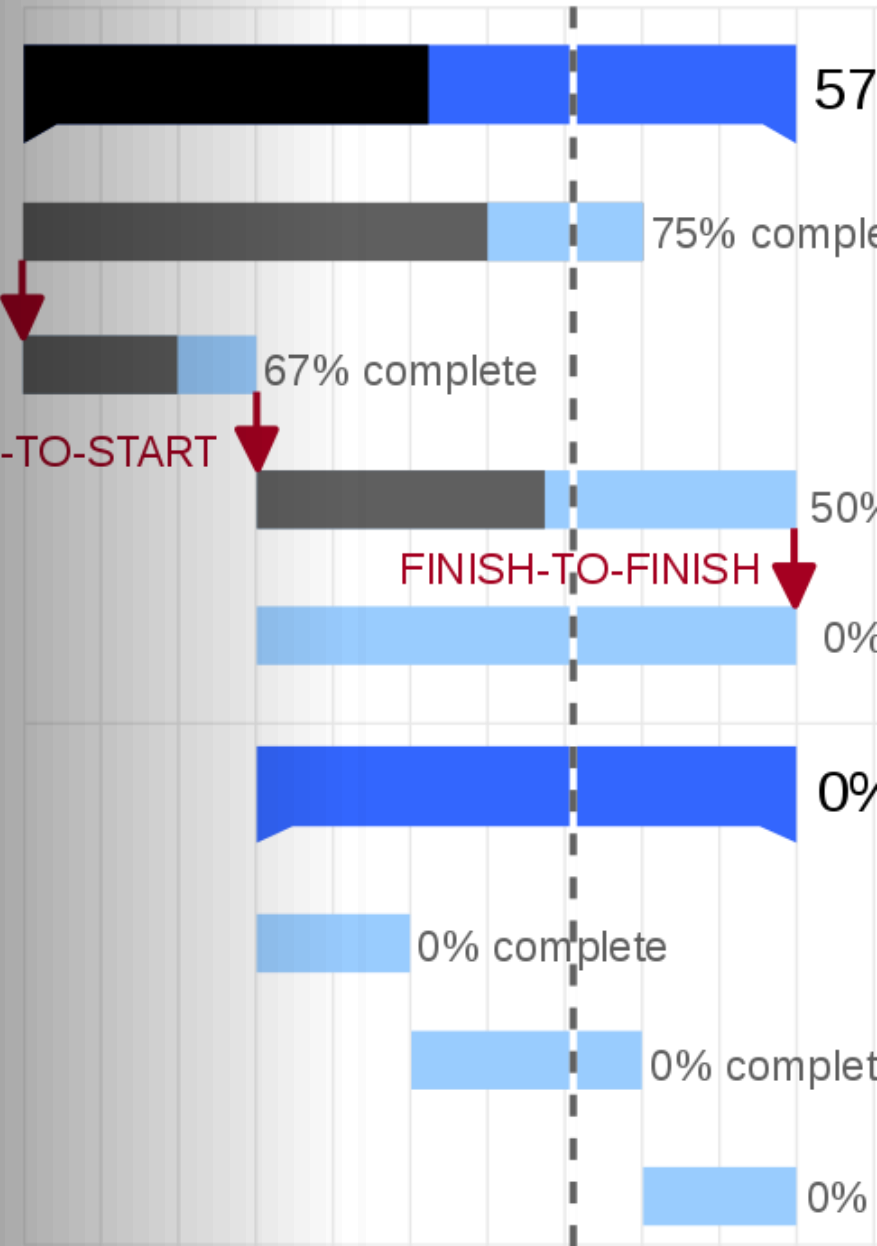 57
75% comple
67% complete
-TO-START
50%
FINISH-TO-FINISH
0%
0%
0% complete
0% complet
0%